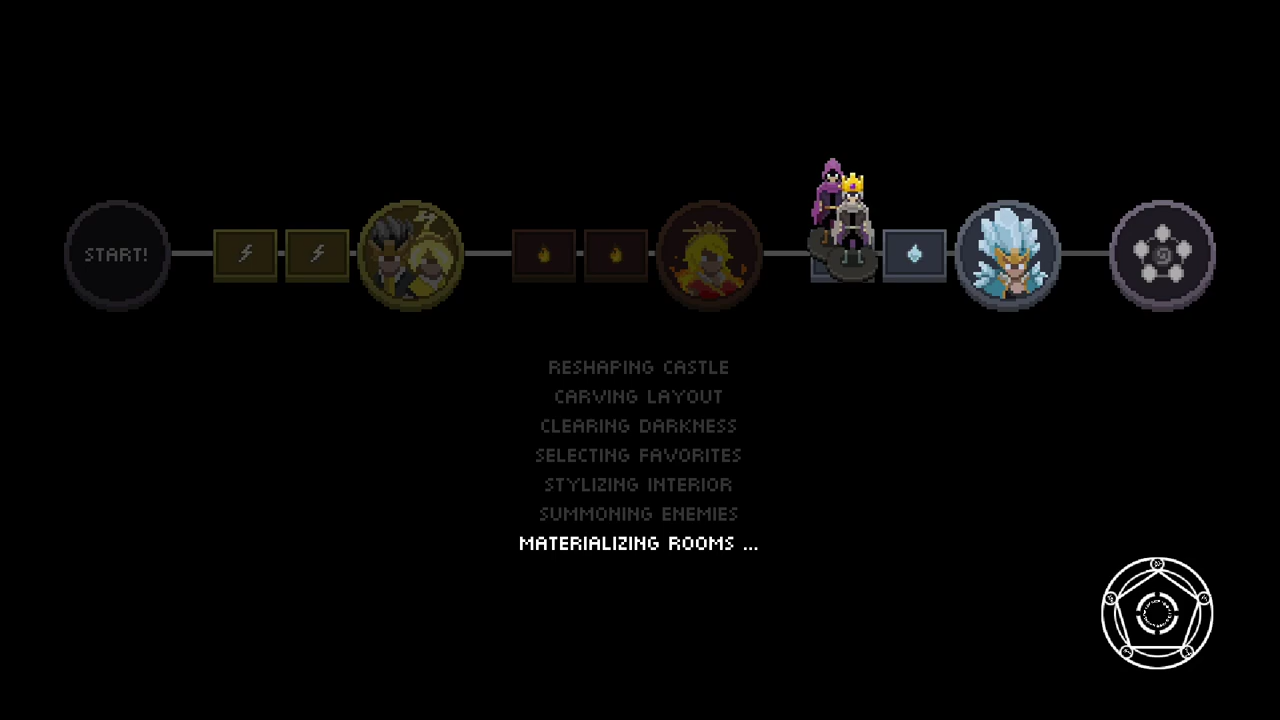 START!
RESHAPING CASTLE
CARVING LAYOUT
CLEARING DARKNESS
SELECTING FAVORITES
STYLIZING INTERIOR
SUMMONING ENEMIES
MATERIALIZING ROOMS ...